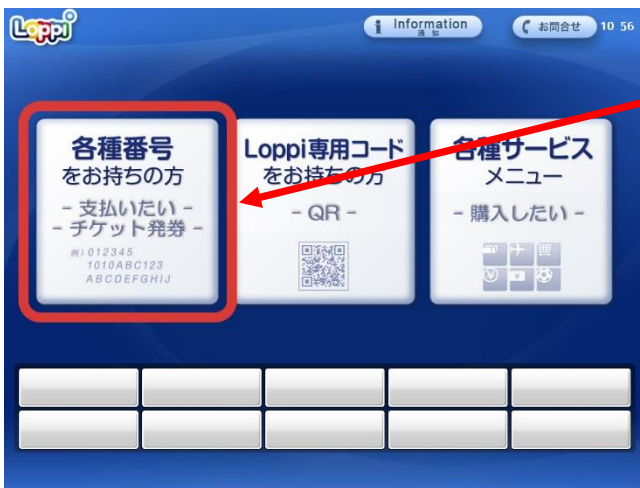 Loppi
Information
通知
お問合せ
10 56
各種番号
をお持ちの方
- 支払いたい -
- チケット発券 -
例) 012345
1010ABC123
ABCDEFGHIJ
Loppi専用コード
をお持ちの方
- QR -
各種サービス
メニュー
- 購入したい -